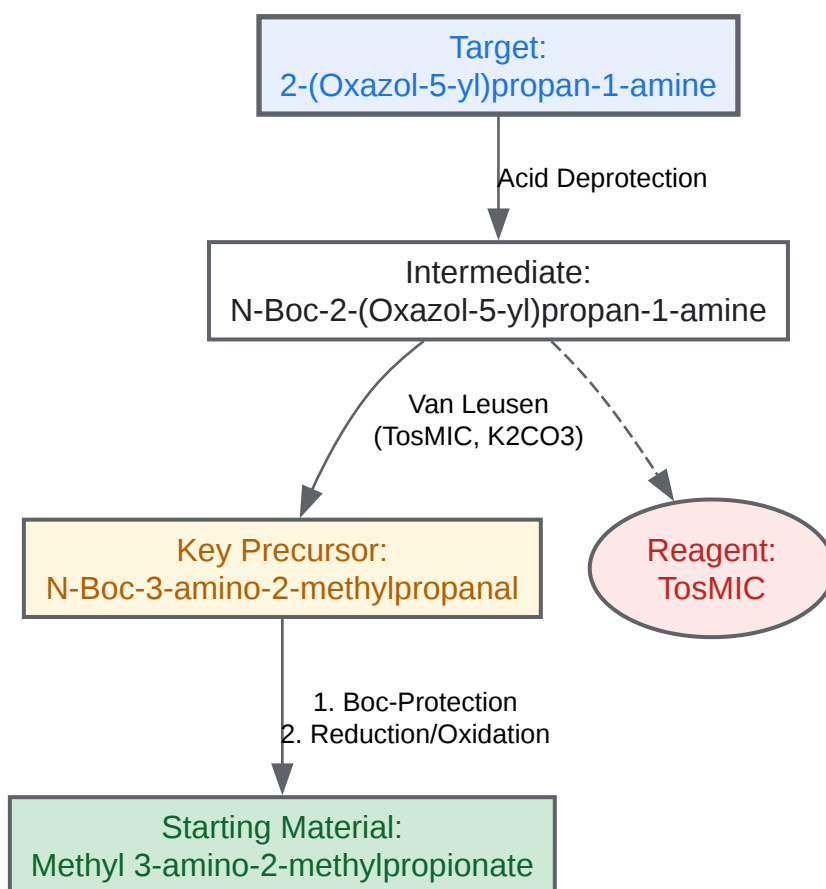 Target:
2-(Oxazol-5-yl)propan-1-amine
Acid Deprotection
Intermediate:
N-Boc-2-(Oxazol-5-yl)propan-1-amine
Van Leusen
(TosMIC, K2CO3)
Key Precursor:
N-Boc-3-amino-2-methylpropanal
Reagent:
TosMIC
1. Boc-Protection
2. Reduction/Oxidation
Starting Material:
Methyl 3-amino-2-methylpropionate